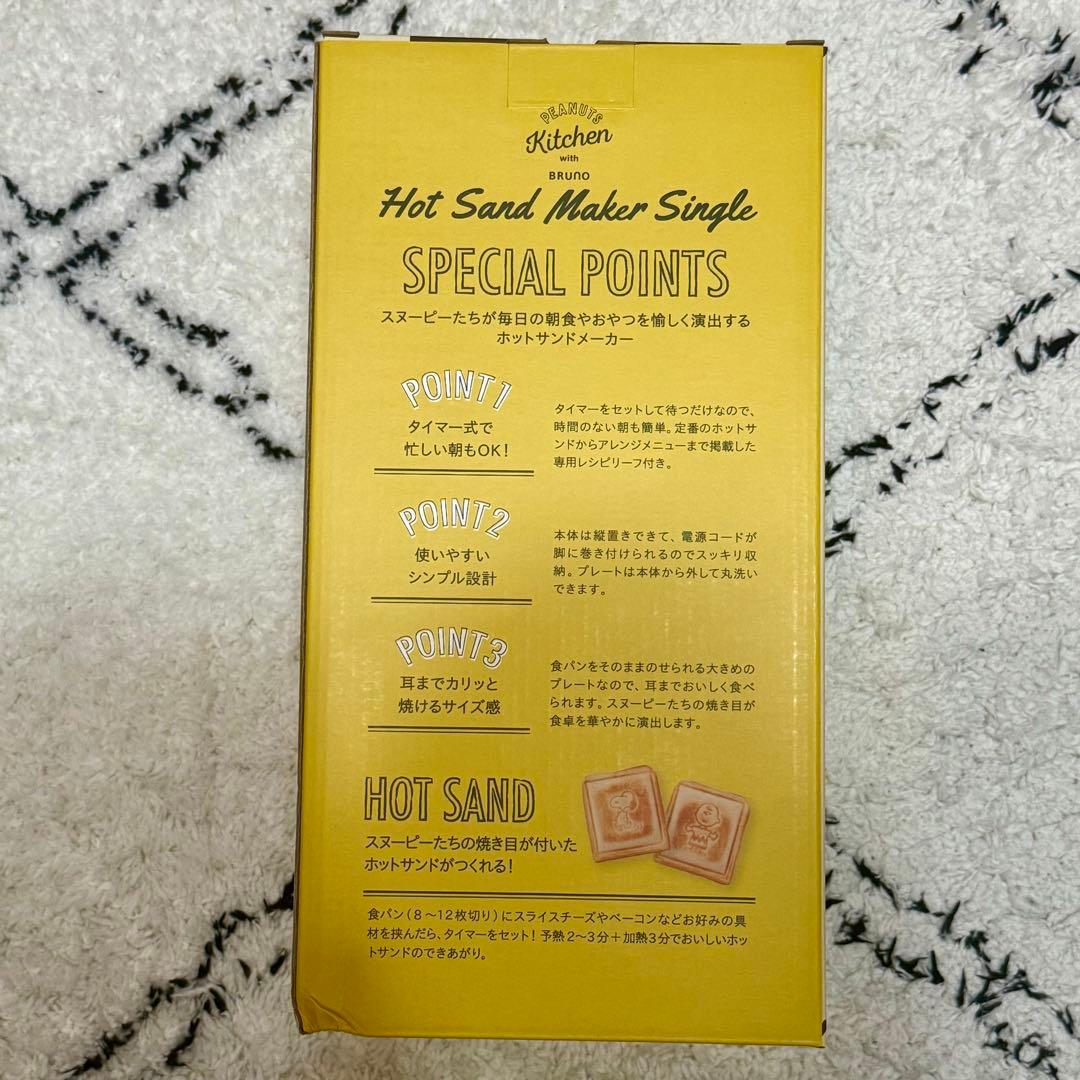 PEANUTS
Kitchen
with
BRUNO
Hot Sand Maker Single
SPECIAL POINTS
スヌーピーたちが毎日の朝食やおやつを愉しく演出する
ホットサンドメーカー
POINT1
タイマー式で
忙しい朝もOK!
タイマーをセットして待つだけなので、
時間のない朝も簡単。定番のホットサ
ンドからアレンジメニューまで掲載した
専用レシピリーフ付き。
POINT2
使いやすい
シンプル設計
本体は縦置きできて、電源コードが
脚に巻き付けられるのでスッキリ収
納。プレートは本体から外して丸洗い
できます。
POINT3
耳までカリッと
焼けるサイズ感
食パンをそのままのせられる大きめの
プレートなので、耳までおいしく食べ
られます。スヌーピーたちの焼き目が
食卓を華やかに演出します。
HOT SAND
スヌーピーたちの焼き目が付いた
ホットサンドがつくれる!
食パン(8~12枚切り)にスライスチーズやベーコンなどお好みの具
材を挟んだら、タイマーをセット!予熱2~3分+加熱3分でおいしいホッ
トサンドのできあがり。